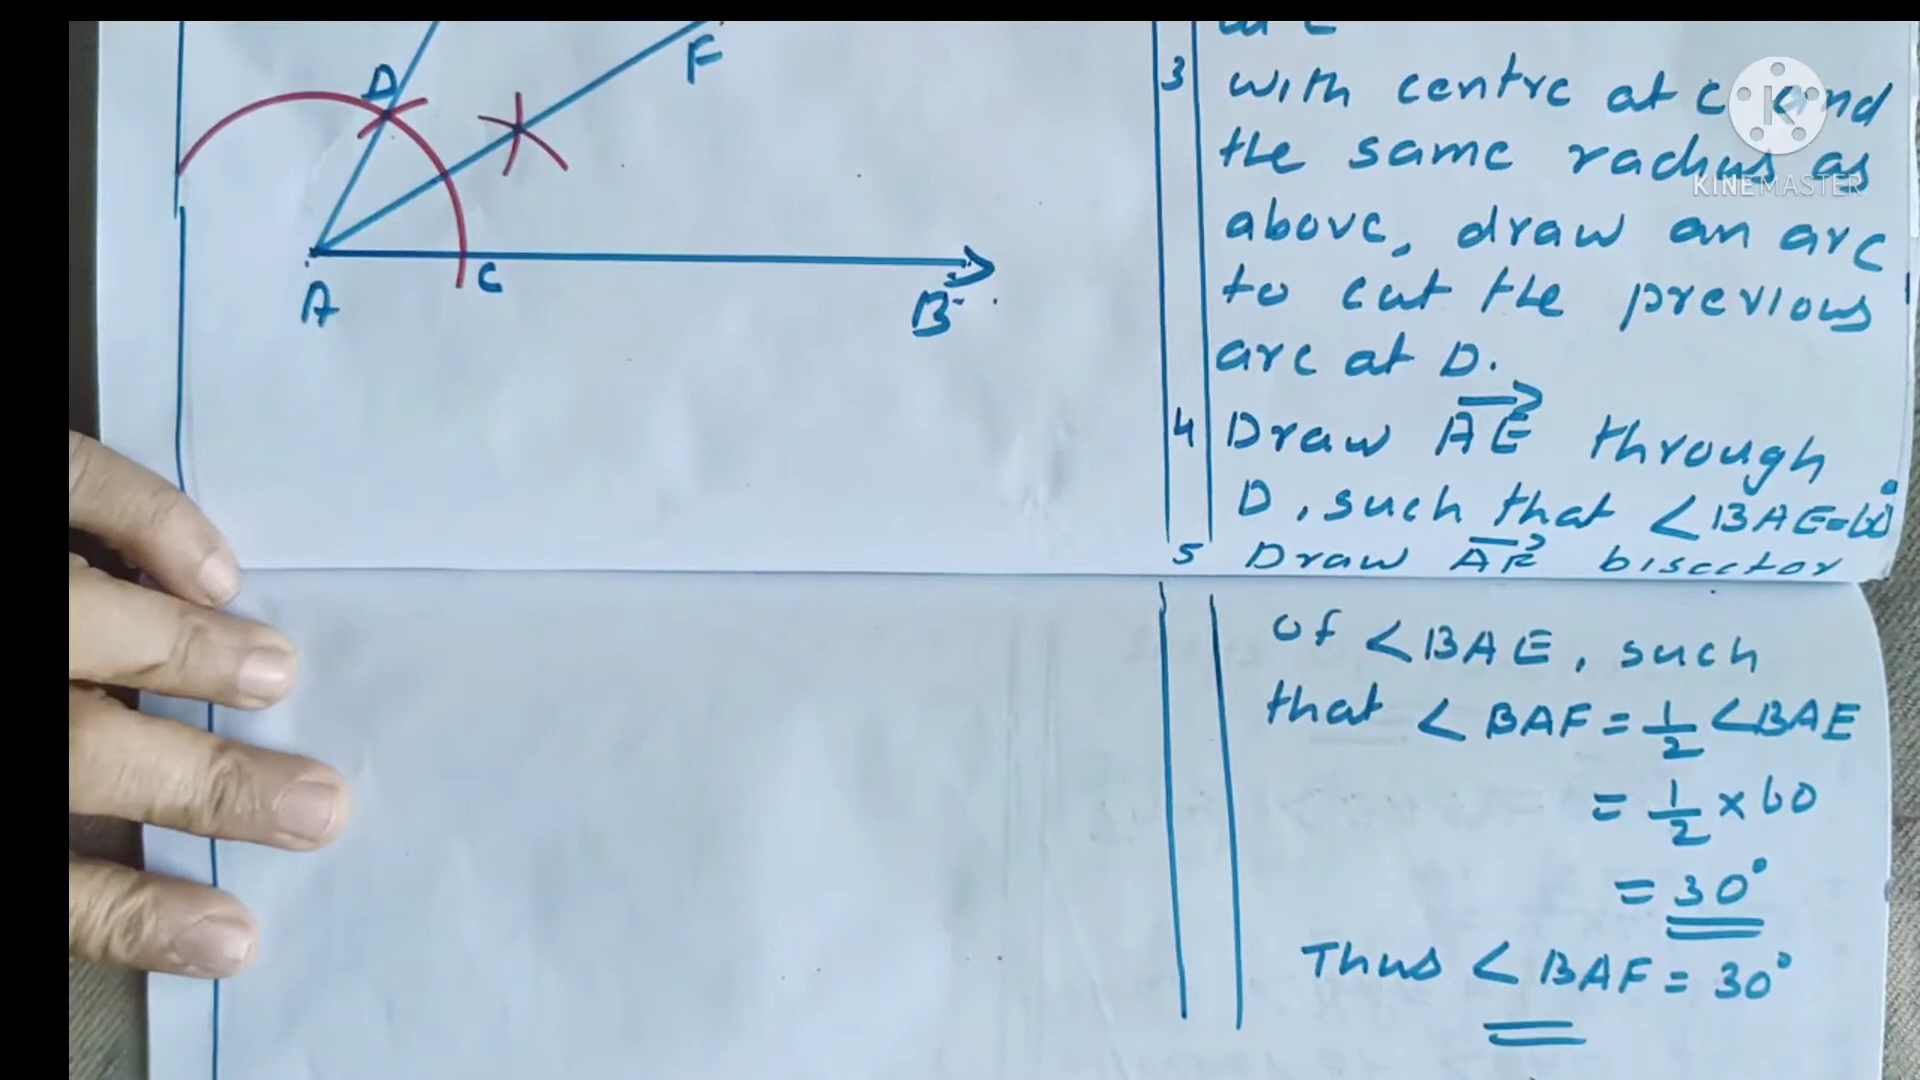 D
F
A
C
B
at C
3 with centre at C and
the same radius as
above, draw an arc
to cut the previous
arc at D.
4 Draw AE through
D, such that ∠BAE=60°
5 Draw AF bisector
of ∠BAE, such
that ∠BAF = 1/2 ∠BAE
= 1/2 × 60
= 30°
Thus ∠BAF = 30°
K
KINEMASTER